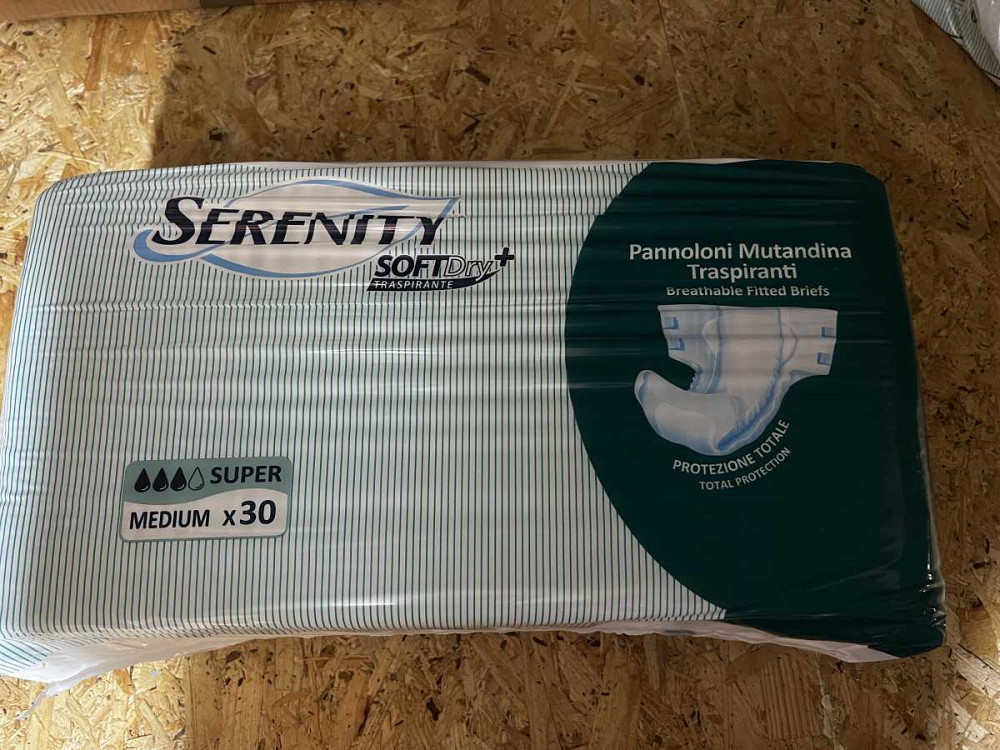 SERENITY
SOFTDry+
TRASPIRANTE
Pannoloni Mutandina
Traspiranti
Breathable Fitted Briefs
PROTEZIONE TOTALE
TOTAL PROTECTION
SUPER
MEDIUM x30